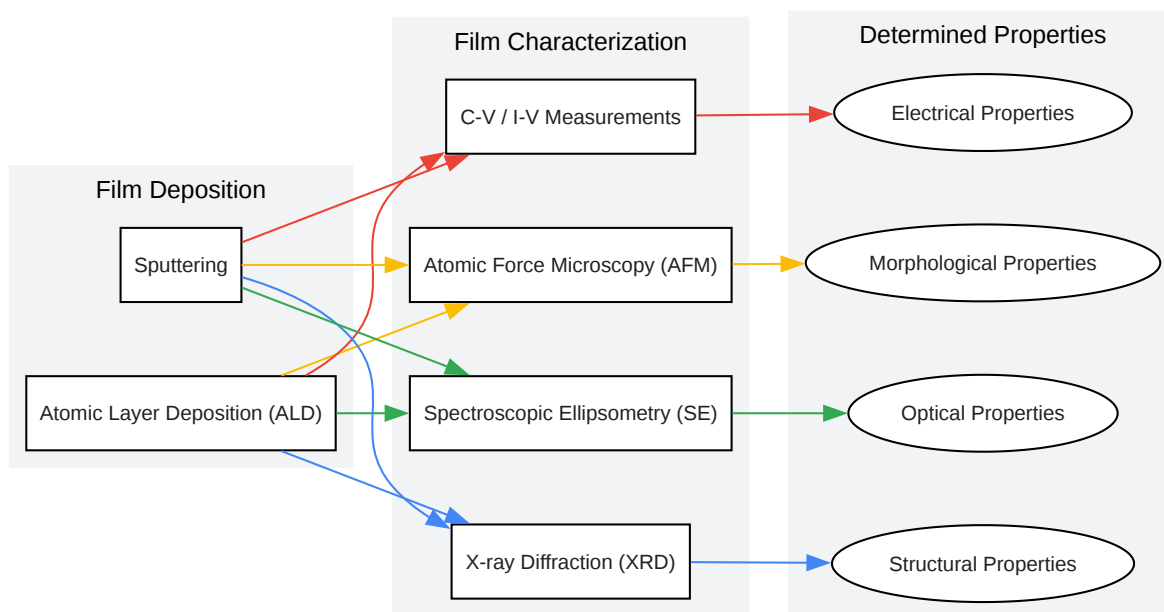 Film Deposition
Sputtering
Atomic Layer Deposition (ALD)
Film Characterization
C-V / I-V Measurements
Atomic Force Microscopy (AFM)
Spectroscopic Ellipsometry (SE)
X-ray Diffraction (XRD)
Determined Properties
Electrical Properties
Morphological Properties
Optical Properties
Structural Properties